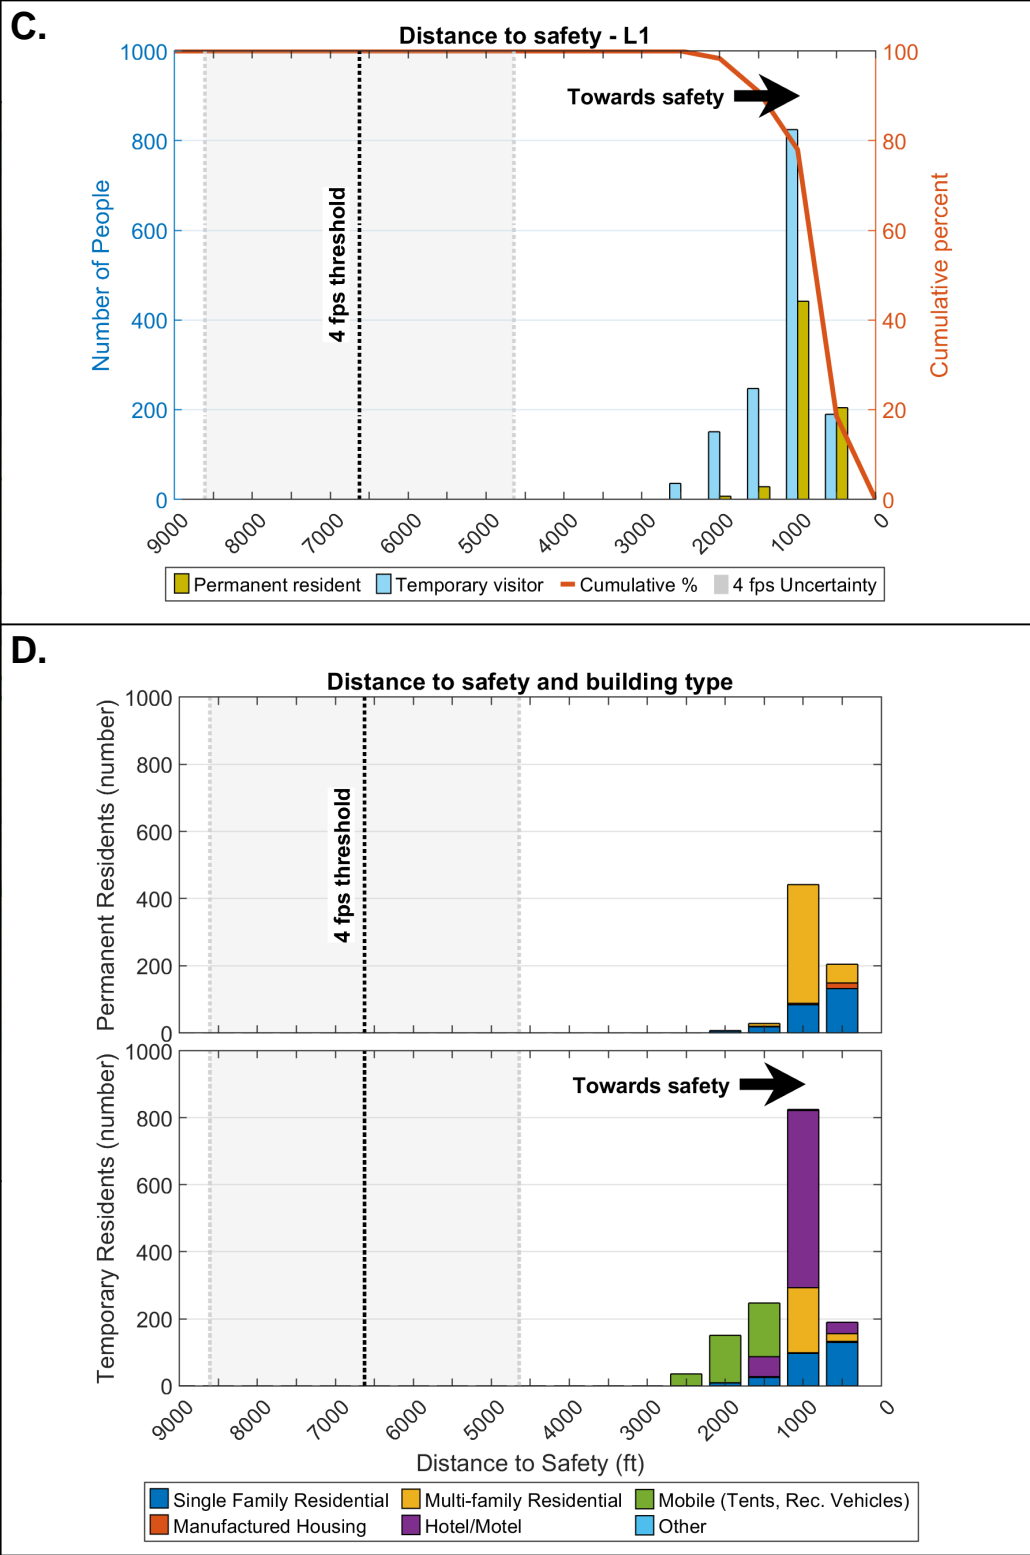 C.
Distance to safety - L1
1000
800
600
400
200
0
Number of People
100
80
60
40
20
0
Cumulative percent
Towards safety
4 fps threshold
9000 8000 7000 6000 5000 4000 3000 2000 1000 0
Permanent resident Temporary visitor Cumulative % 4 fps Uncertainty
D.
Distance to safety and building type
1000
800
600
400
200
0
Permanent Residents (number)
4 fps threshold
1000
800
600
400
200
0
Temporary Residents (number)
Towards safety
9000 8000 7000 6000 5000 4000 3000 2000 1000 0
Distance to Safety (ft)
Single Family Residential Multi-family Residential Mobile (Tents, Rec. Vehicles)
Manufactured Housing Hotel/Motel Other